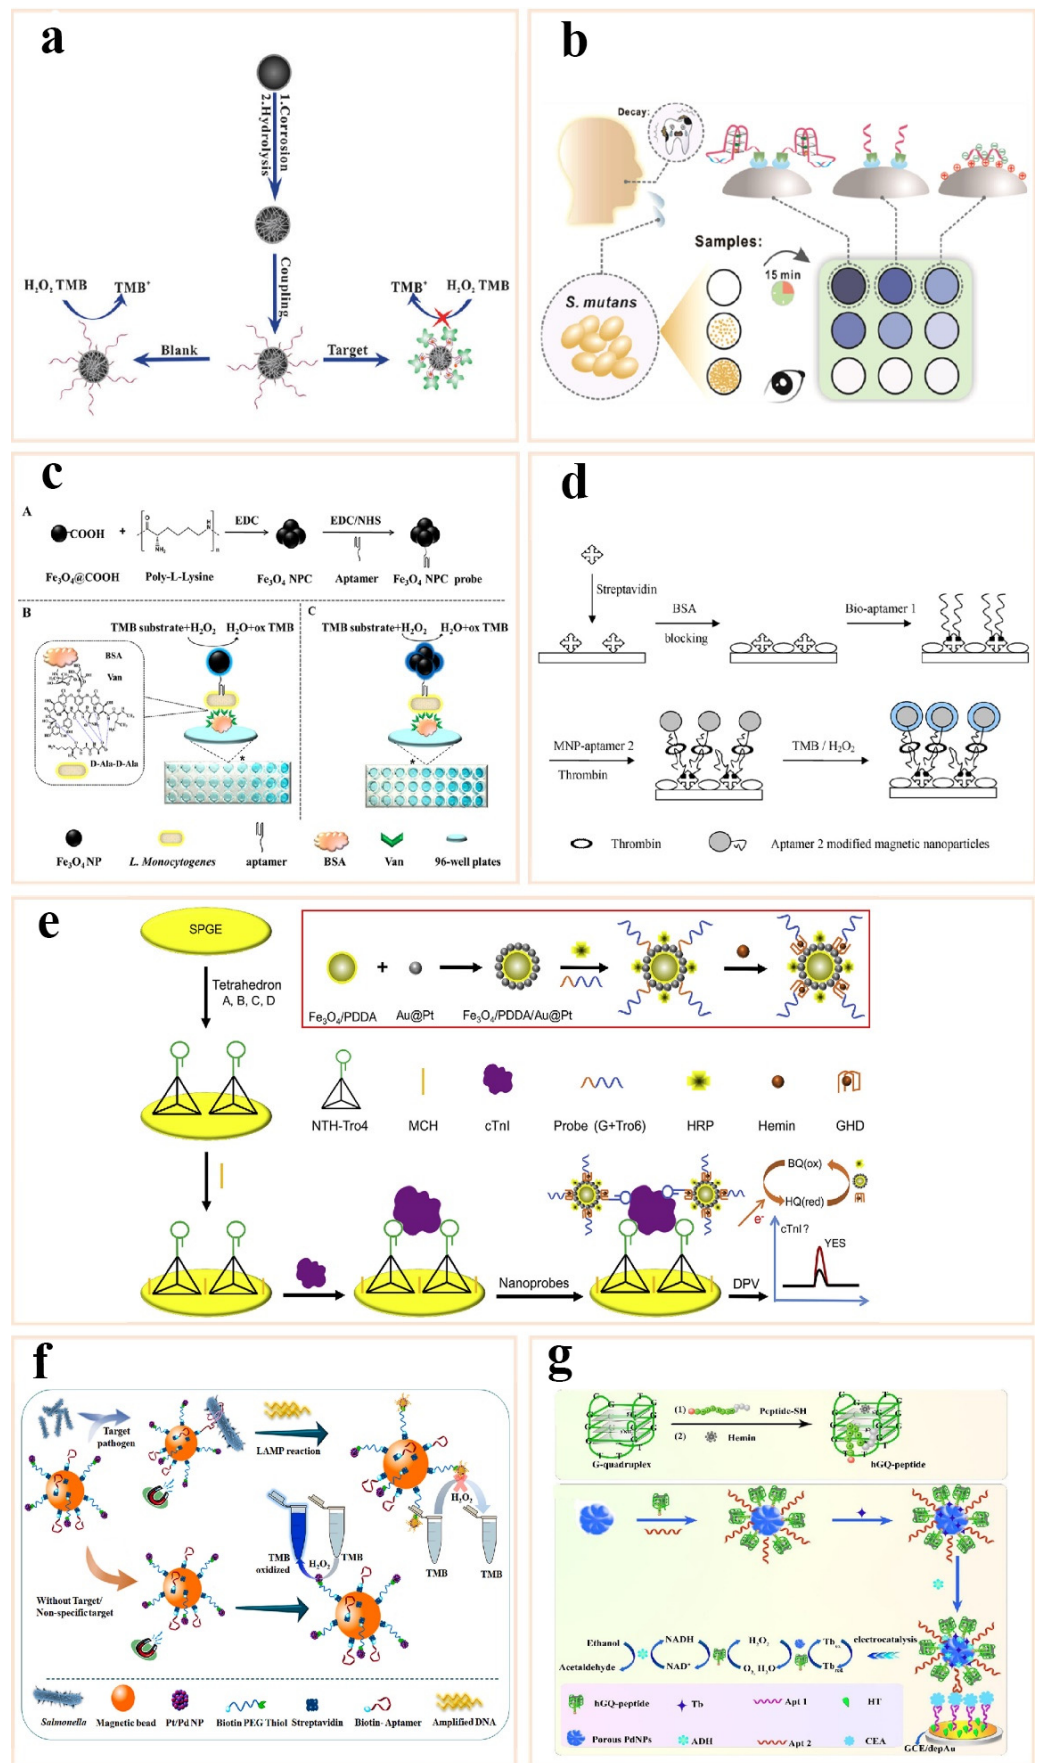 a
1.Corrosion
2.Hydrolysis
Coupling
H₂O₂ TMB
TMB⁺
TMB⁺
H₂O₂ TMB
Blank
Target
b
Decay:
Samples:
15 min
S. mutans
c
A
COOH
+
EDC
EDC/NHS
Fe₃O₄@COOH
Poly-L-Lysine
Fe₃O₄ NPC
Aptamer
Fe₃O₄ NPC probe
B
TMB substrate+H₂O₂
H₂O+ox TMB
BSA
Van
D-Ala-D-Ala
*
C
TMB substrate+H₂O₂
H₂O+ox TMB
*
Fe₃O₄ NP
L. Monocytogenes
aptamer
BSA
Van
96-well plates
d
Streptavidin
BSA
blocking
Bio-aptamer 1
MNP-aptamer 2
Thrombin
TMB / H₂O₂
Thrombin
Aptamer 2 modified magnetic nanoparticles
e
SPGE
Tetrahedron
A, B, C, D
+
Fe₃O₄/PDDA
Au@Pt
Fe₃O₄/PDDA/Au@Pt
NTH-Tro4
MCH
cTnI
Probe (G+Tro6)
HRP
Hemin
GHD
Nanoprobes
DPV
BQ(ox)
HQ(red)
e⁻
cTnI?
YES
f
Target
pathogen
LAMP reaction
H₂O₂
TMB
TMB
TMB
oxidized
H₂O₂
TMB
Without Target/
Non-specific target
Salmonella
Magnetic bead
Pt/Pd NP
Biotin PEG Thiol
Streptavidin
Biotin- Aptamer
Amplified DNA
g
G-quadruplex
(1)
Peptide-SH
(2)
Hemin
hGQ-peptide
Tb
Ethanol
Acetaldehyde
NADH
NAD⁺
H₂O₂
O₂ H₂O
Tb
Tb
electrocatalysis
hGQ-peptide
Tb
Apt 1
HT
Porous PdNPs
ADH
Apt 2
CEA
GCE/depAu